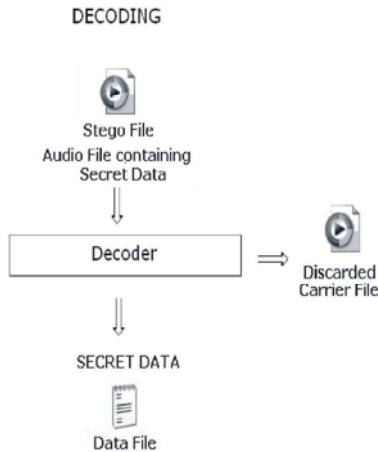 DECODING
Stego File
Audio File containing
Secret Data
Decoder
Discarded
Carrier File
SECRET DATA
Data File